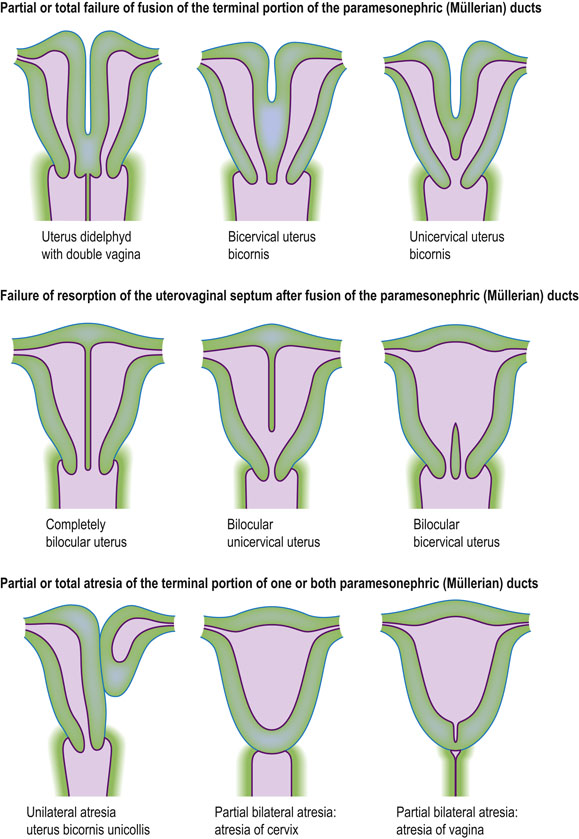 Partial or total failure of fusion of the terminal portion of the paramesonephric (Müllerian) ducts
Uterus didelphyd
with double vagina
Bicervical uterus
bicornis
Unicervical uterus
bicornis
Failure of resorption of the uterovaginal septum after fusion of the paramesonephric (Müllerian) ducts
Completely
bilocular uterus
Bilocular
unicervical uterus
Bilocular
bicervical uterus
Partial or total atresia of the terminal portion of one or both paramesonephric (Müllerian) ducts
Unilateral atresia
uterus bicornis unicollis
Partial bilateral atresia:
atresia of cervix
Partial bilateral atresia:
atresia of vagina